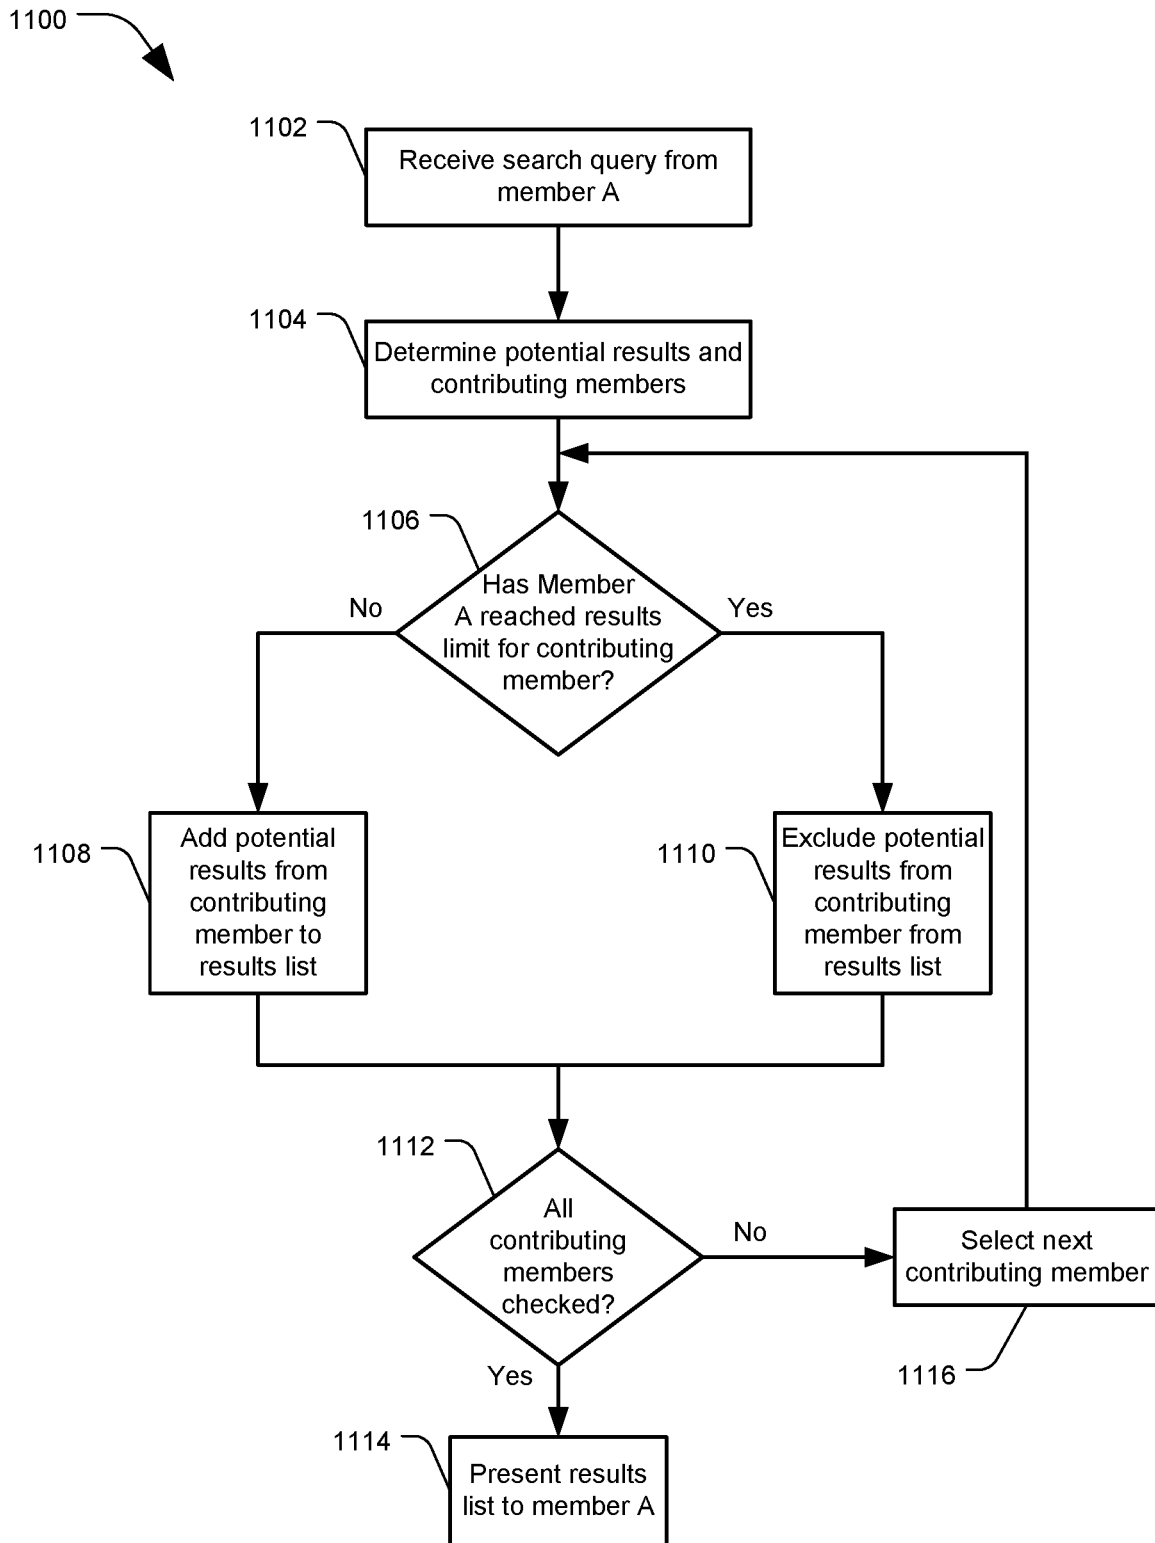 1100
1102
Receive search query from
member A
1104
Determine potential results and
contributing members
1106
Has Member
A reached results
limit for contributing
member?
No
Yes
1108
Add potential
results from
contributing
member to
results list
1110
Exclude potential
results from
contributing
member from
results list
1112
All
contributing
members
checked?
No
Select next
contributing member
1116
Yes
1114
Present results
list to member A